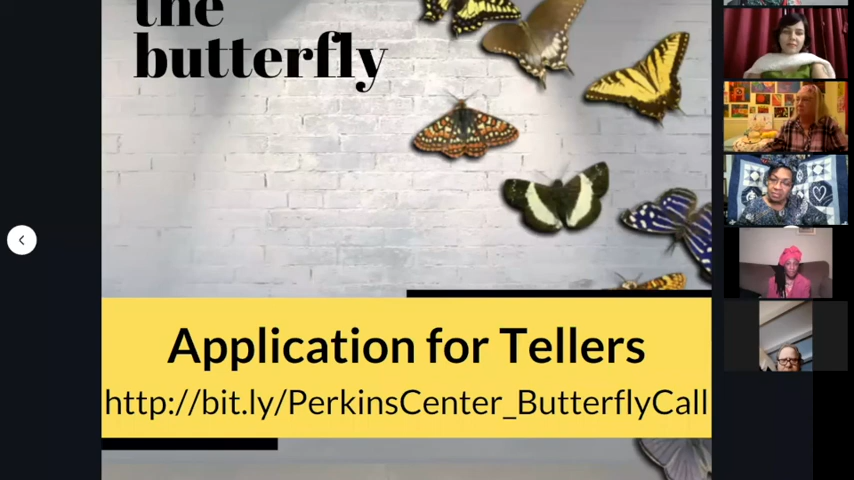 the
butterfly
Application for Tellers
http://bit.ly/PerkinsCenter_ButterflyCall